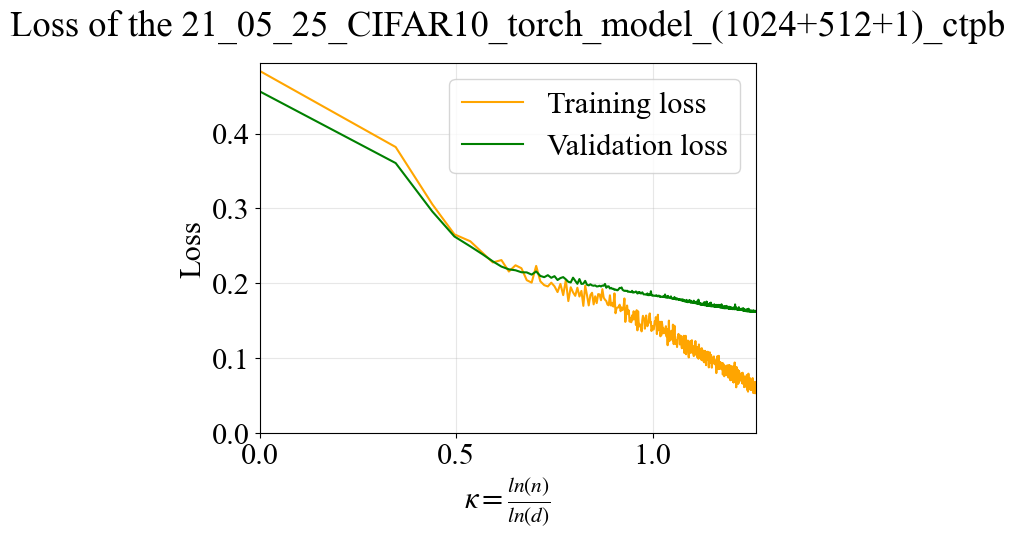 Loss of the 21_05_25_CIFAR10_torch_model_(1024+512+1)_ctpb
Training loss
Validation loss
Loss
0.4
0.3
0.2
0.1
0.0
0.0 0.5 1.0
κ = ln(n)/ln(d)